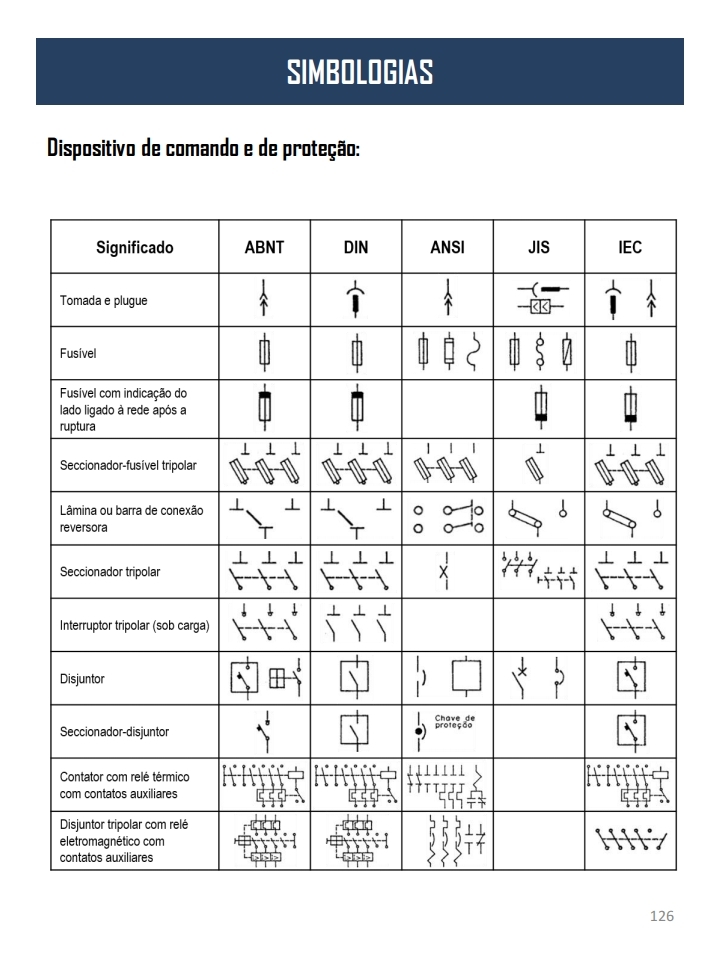 SIMBOLOGIAS
Dispositivo de comando e de proteção:
Significado ABNT DIN ANSI JIS IEC
Tomada e plugue
Fusível
Fusível com indicação do
lado ligado à rede após a
ruptura
Seccionador-fusível tripolar
Lâmina ou barra de conexão
reversora
Seccionador tripolar
Interruptor tripolar (sob carga)
Disjuntor
Seccionador-disjuntor
Chave de
proteção
Contator com relé térmico
com contatos auxiliares
Disjuntor tripolar com relé
eletromagnético com
contatos auxiliares
126